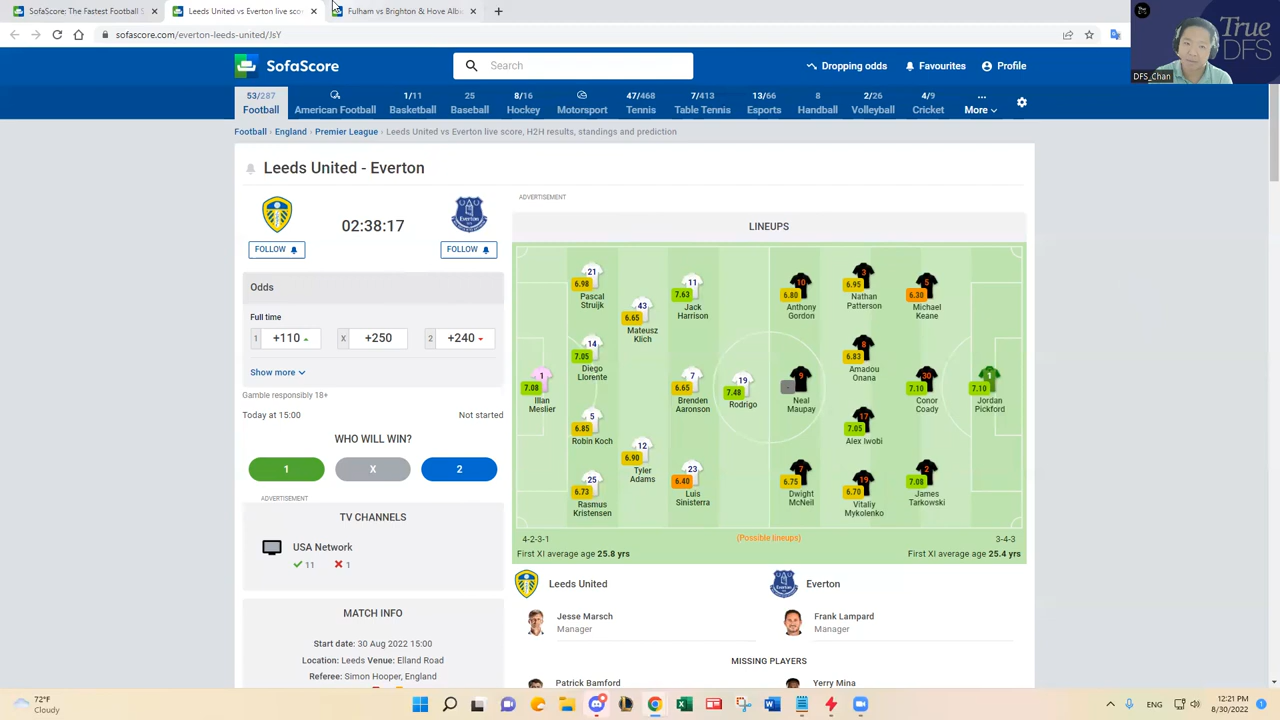 SofaScore: The Fastest Football S
Leeds United vs Everton live scor
Fulham vs Brighton & Hove Albi
sofascore.com/everton-leeds-united/JsY
True
DFS
DFS_Chan
SofaScore
Search
Dropping odds
Favourites
Profile
53/287
Football
American Football
1/11
Basketball
25
Baseball
8/16
Hockey
Motorsport
47/468
Tennis
7/413
Table Tennis
13/66
Esports
8
Handball
2/26
Volleyball
4/9
Cricket
More
Football England Premier League Leeds United vs Everton live score, H2H results, standings and prediction
Leeds United - Everton
02:38:17
FOLLOW
FOLLOW
Odds
Full time
1 +110
X +250
2 +240
Show more
Gamble responsibly 18+
Today at 15:00
Not started
WHO WILL WIN?
1
X
2
ADVERTISEMENT
TV CHANNELS
USA Network
11
1
MATCH INFO
Start date: 30 Aug 2022 15:00
Location: Leeds Venue: Elland Road
Referee: Simon Hooper, England
ADVERTISEMENT
LINEUPS
1
7.08
Illan
Meslier
21
6.98
Pascal
Struijk
14
7.05
Diego
Llorente
5
6.85
Robin Koch
25
6.73
Rasmus
Kristensen
43
6.65
Mateusz
Klich
12
6.90
Tyler
Adams
11
7.63
Jack
Harrison
7
6.65
Brenden
Aaronson
23
6.40
Luis
Sinisterra
19
7.48
Rodrigo
10
6.80
Anthony
Gordon
9
-
Neal
Maupay
7
6.75
Dwight
McNeil
3
6.95
Nathan
Patterson
8
6.83
Amadou
Onana
17
7.05
Alex Iwobi
19
6.70
Vitaliy
Mykolenko
5
6.30
Michael
Keane
30
7.10
Conor
Coady
2
7.08
James
Tarkowski
1
7.10
Jordan
Pickford
4-2-3-1
(Possible lineups)
3-4-3
First XI average age 25.8 yrs
First XI average age 25.4 yrs
Leeds United
Everton
Jesse Marsch
Manager
Frank Lampard
Manager
MISSING PLAYERS
Patrick Bamford
Yerry Mina
72°F
Cloudy
ENG
12:21 PM
8/30/2022